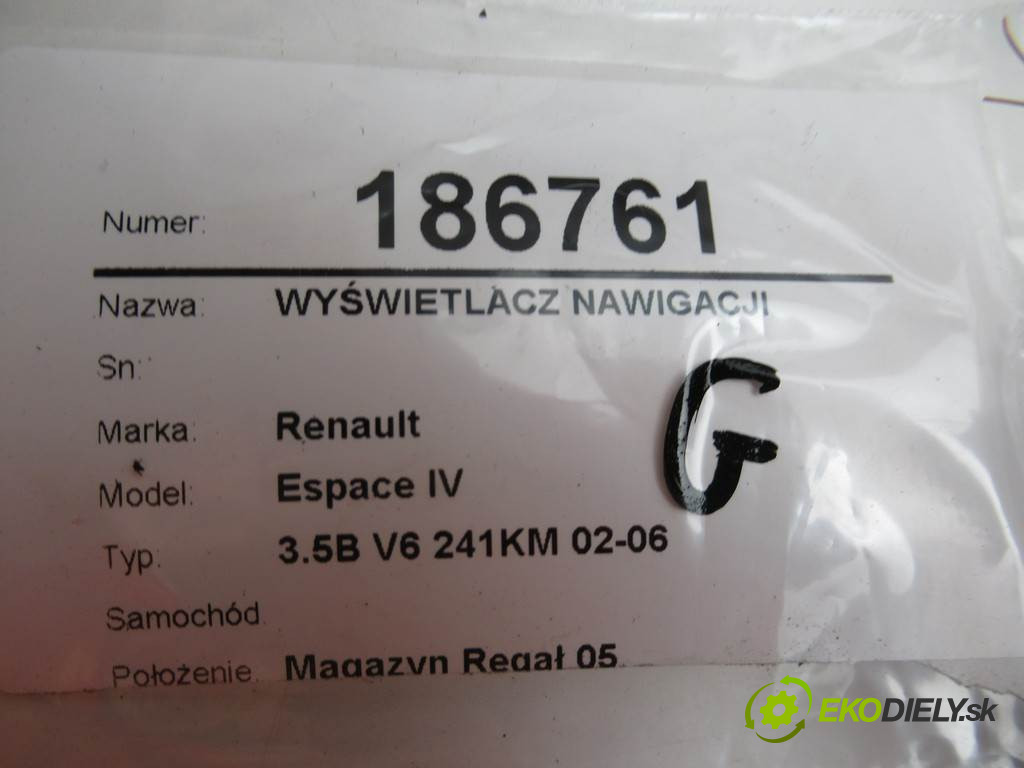 Numer: 186761
Nazwa: WYŚWIETLACZ NAWIGACJI
Sn:
Marka: Renault
Model: Espace IV
G
Typ: 3.5B V6 241KM 02-06
Samochód
Położenie Magazyn Regał 05
EKODIELY.sk